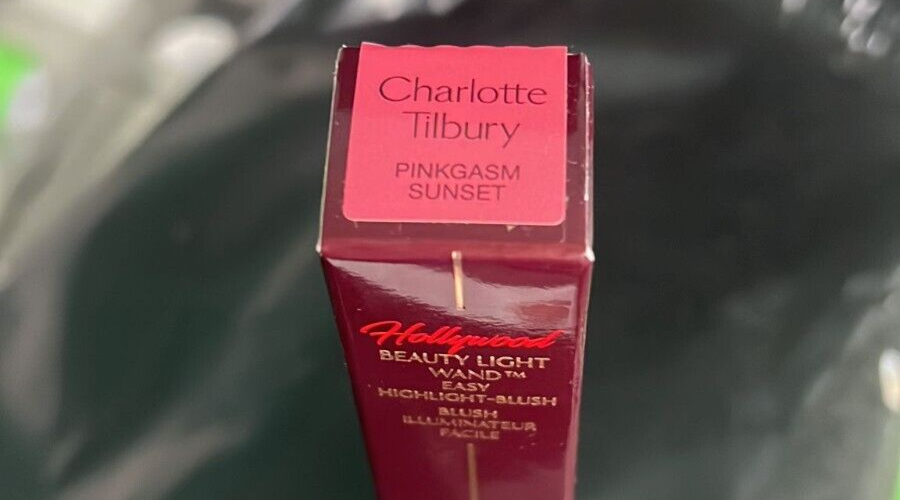 Charlotte
Tilbury
PINKGASM
SUNSET
Hollywood
BEAUTY LIGHT
WAND™
EASY
HIGHLIGHT-BLUSH
BLUSH
ILLUMINATEUR
FACILE